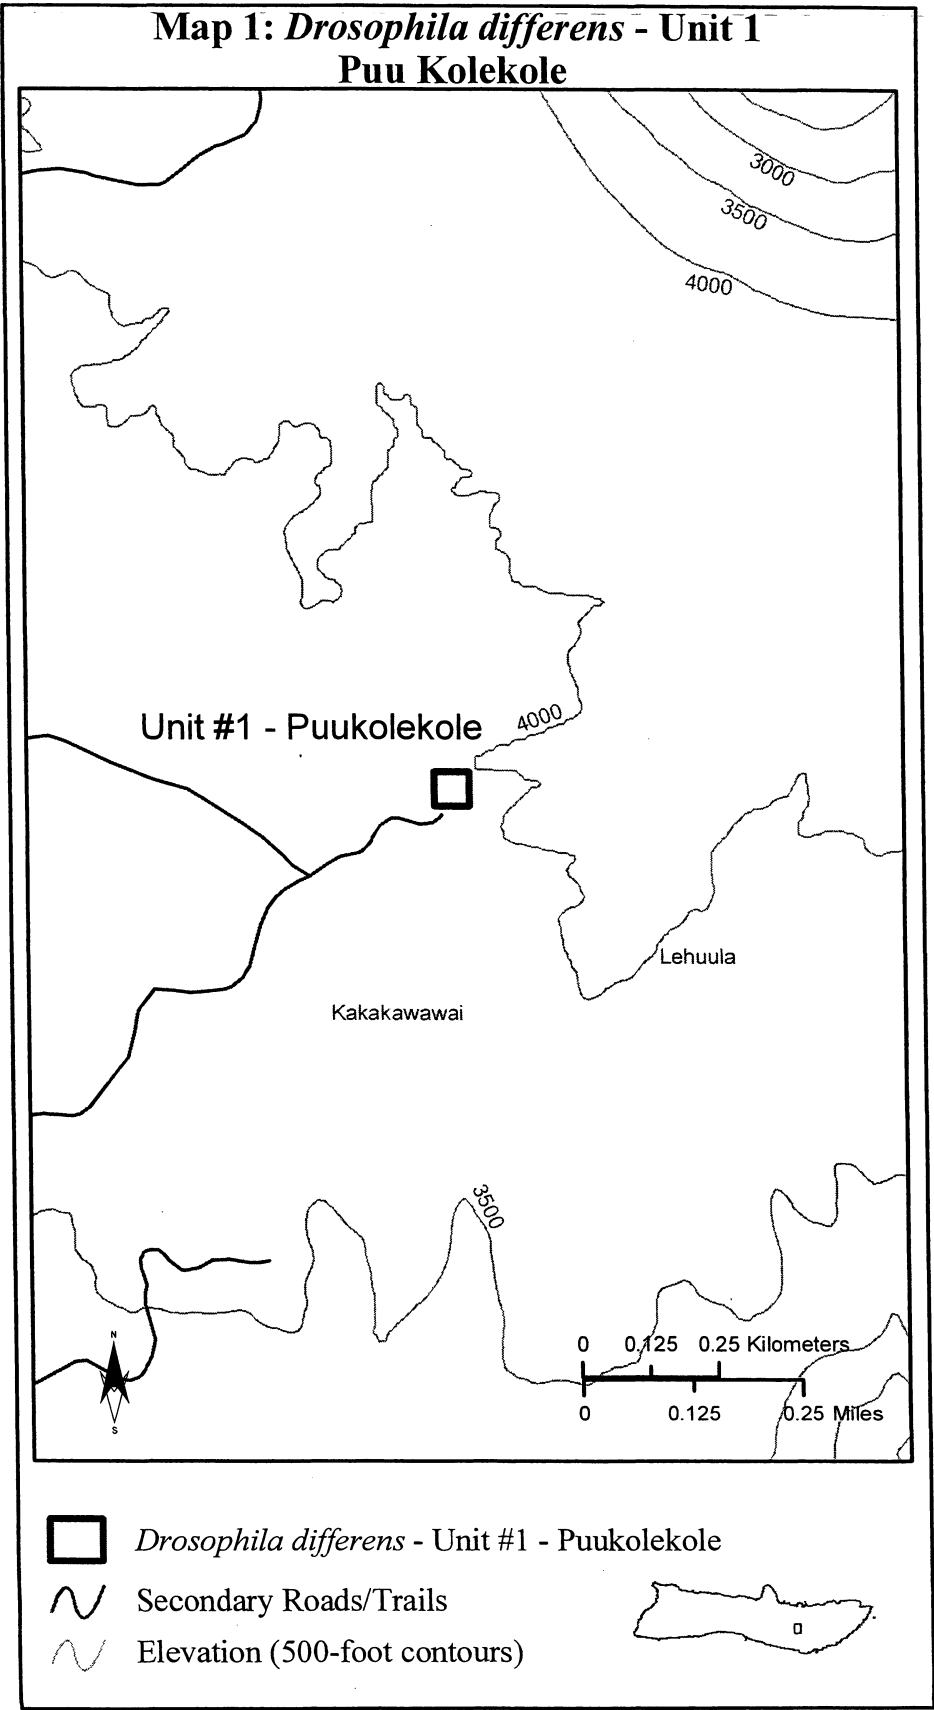 Map 1: Drosophila differens - Unit 1
Puu Kolekole
3000
3500
4000
4000
Unit #1 - Puukolekole
Lehuula
Kakakawawai
3500
N
S
0 0.125 0.25 Kilometers
0 0.125 0.25 Miles
Drosophila differens - Unit #1 - Puukolekole
Secondary Roads/Trails
Elevation (500-foot contours)